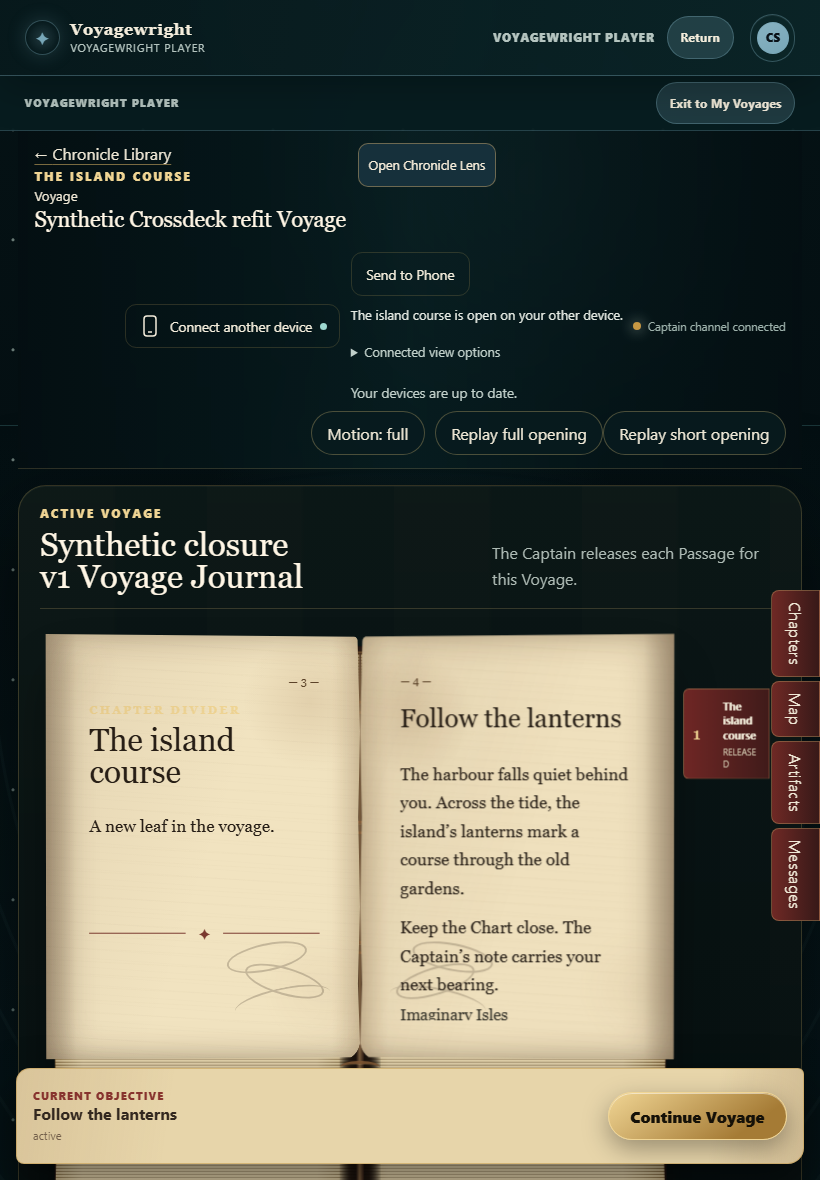 Voyagewright
VOYAGEWRIGHT PLAYER
VOYAGEWRIGHT PLAYER
Return
CS
VOYAGEWRIGHT PLAYER
Exit to My Voyages
← Chronicle Library
THE ISLAND COURSE
Voyage
Synthetic Crossdeck refit Voyage
Open Chronicle Lens
Send to Phone
Connect another device
The island course is open on your other device.
Captain channel connected
▶ Connected view options
Your devices are up to date.
Motion: full
Replay full opening
Replay short opening
ACTIVE VOYAGE
Synthetic closure
v1 Voyage Journal
The Captain releases each Passage for
this Voyage.
— 3 —
CHAPTER DIVIDER
The island
course
A new leaf in the voyage.
— 4 —
Follow the lanterns
The harbour falls quiet behind
you. Across the tide, the
island’s lanterns mark a
course through the old
gardens.
Keep the Chart close. The
Captain’s note carries your
next bearing.
Imaginary Isles
1
The
island
course
RELEASE
D
Chapters
Map
Artifacts
Messages
CURRENT OBJECTIVE
Follow the lanterns
active
Continue Voyage